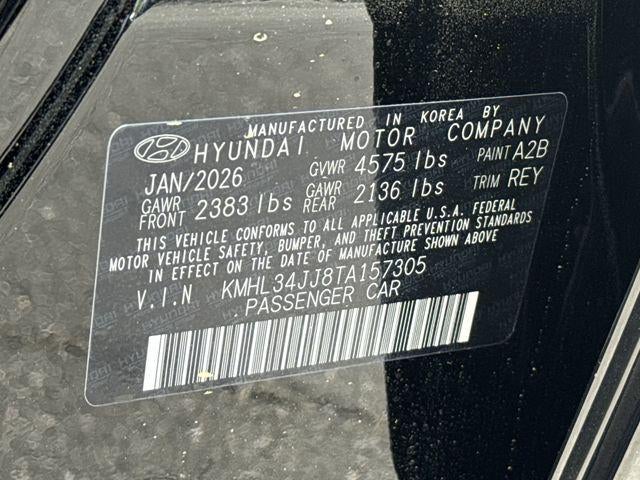 MANUFACTURED IN KOREA BY
HYUNDAI MOTOR COMPANY
JAN/2026 GVWR 4575 lbs PAINT A2B
GAWR FRONT 2383 lbs GAWR REAR 2136 lbs TRIM REY
THIS VEHICLE CONFORMS TO ALL APPLICABLE U.S.A. FEDERAL
MOTOR VEHICLE SAFETY, BUMPER, AND THEFT PREVENTION STANDARDS
IN EFFECT ON THE DATE OF MANUFACTURE SHOWN ABOVE
V.I.N KMHL34JJ8TA157305
PASSENGER CAR